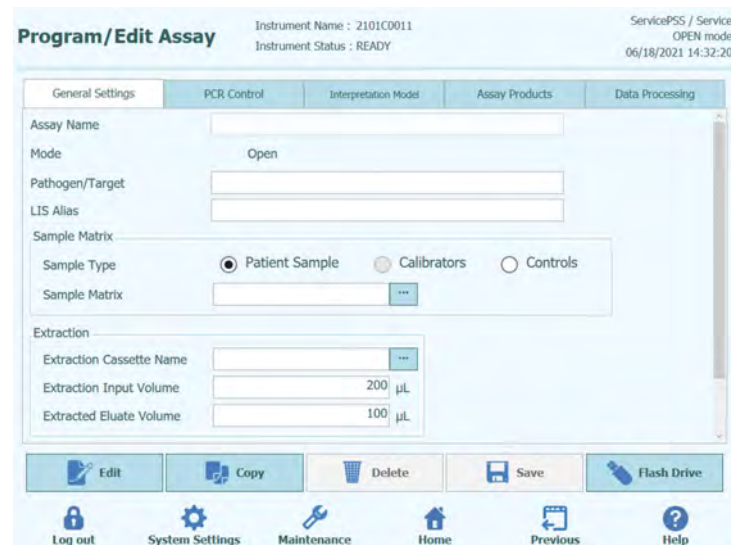 Program/Edit Assay
Instrument Name : 2101C0011
Instrument Status : READY
ServicePSS / Service
OPEN mode
06/18/2021 14:32:20
General Settings PCR Control Interpretation Model Assay Products Data Processing
Assay Name
Mode Open
Pathogen/Target
LIS Alias
Sample Matrix
Sample Type Patient Sample Calibrators Controls
Sample Matrix ...
Extraction
Extraction Cassette Name ...
Extraction Input Volume 200 µL
Extracted Eluate Volume 100 µL
Edit Copy Delete Save Flash Drive
Log out System Settings Maintenance Home Previous Help